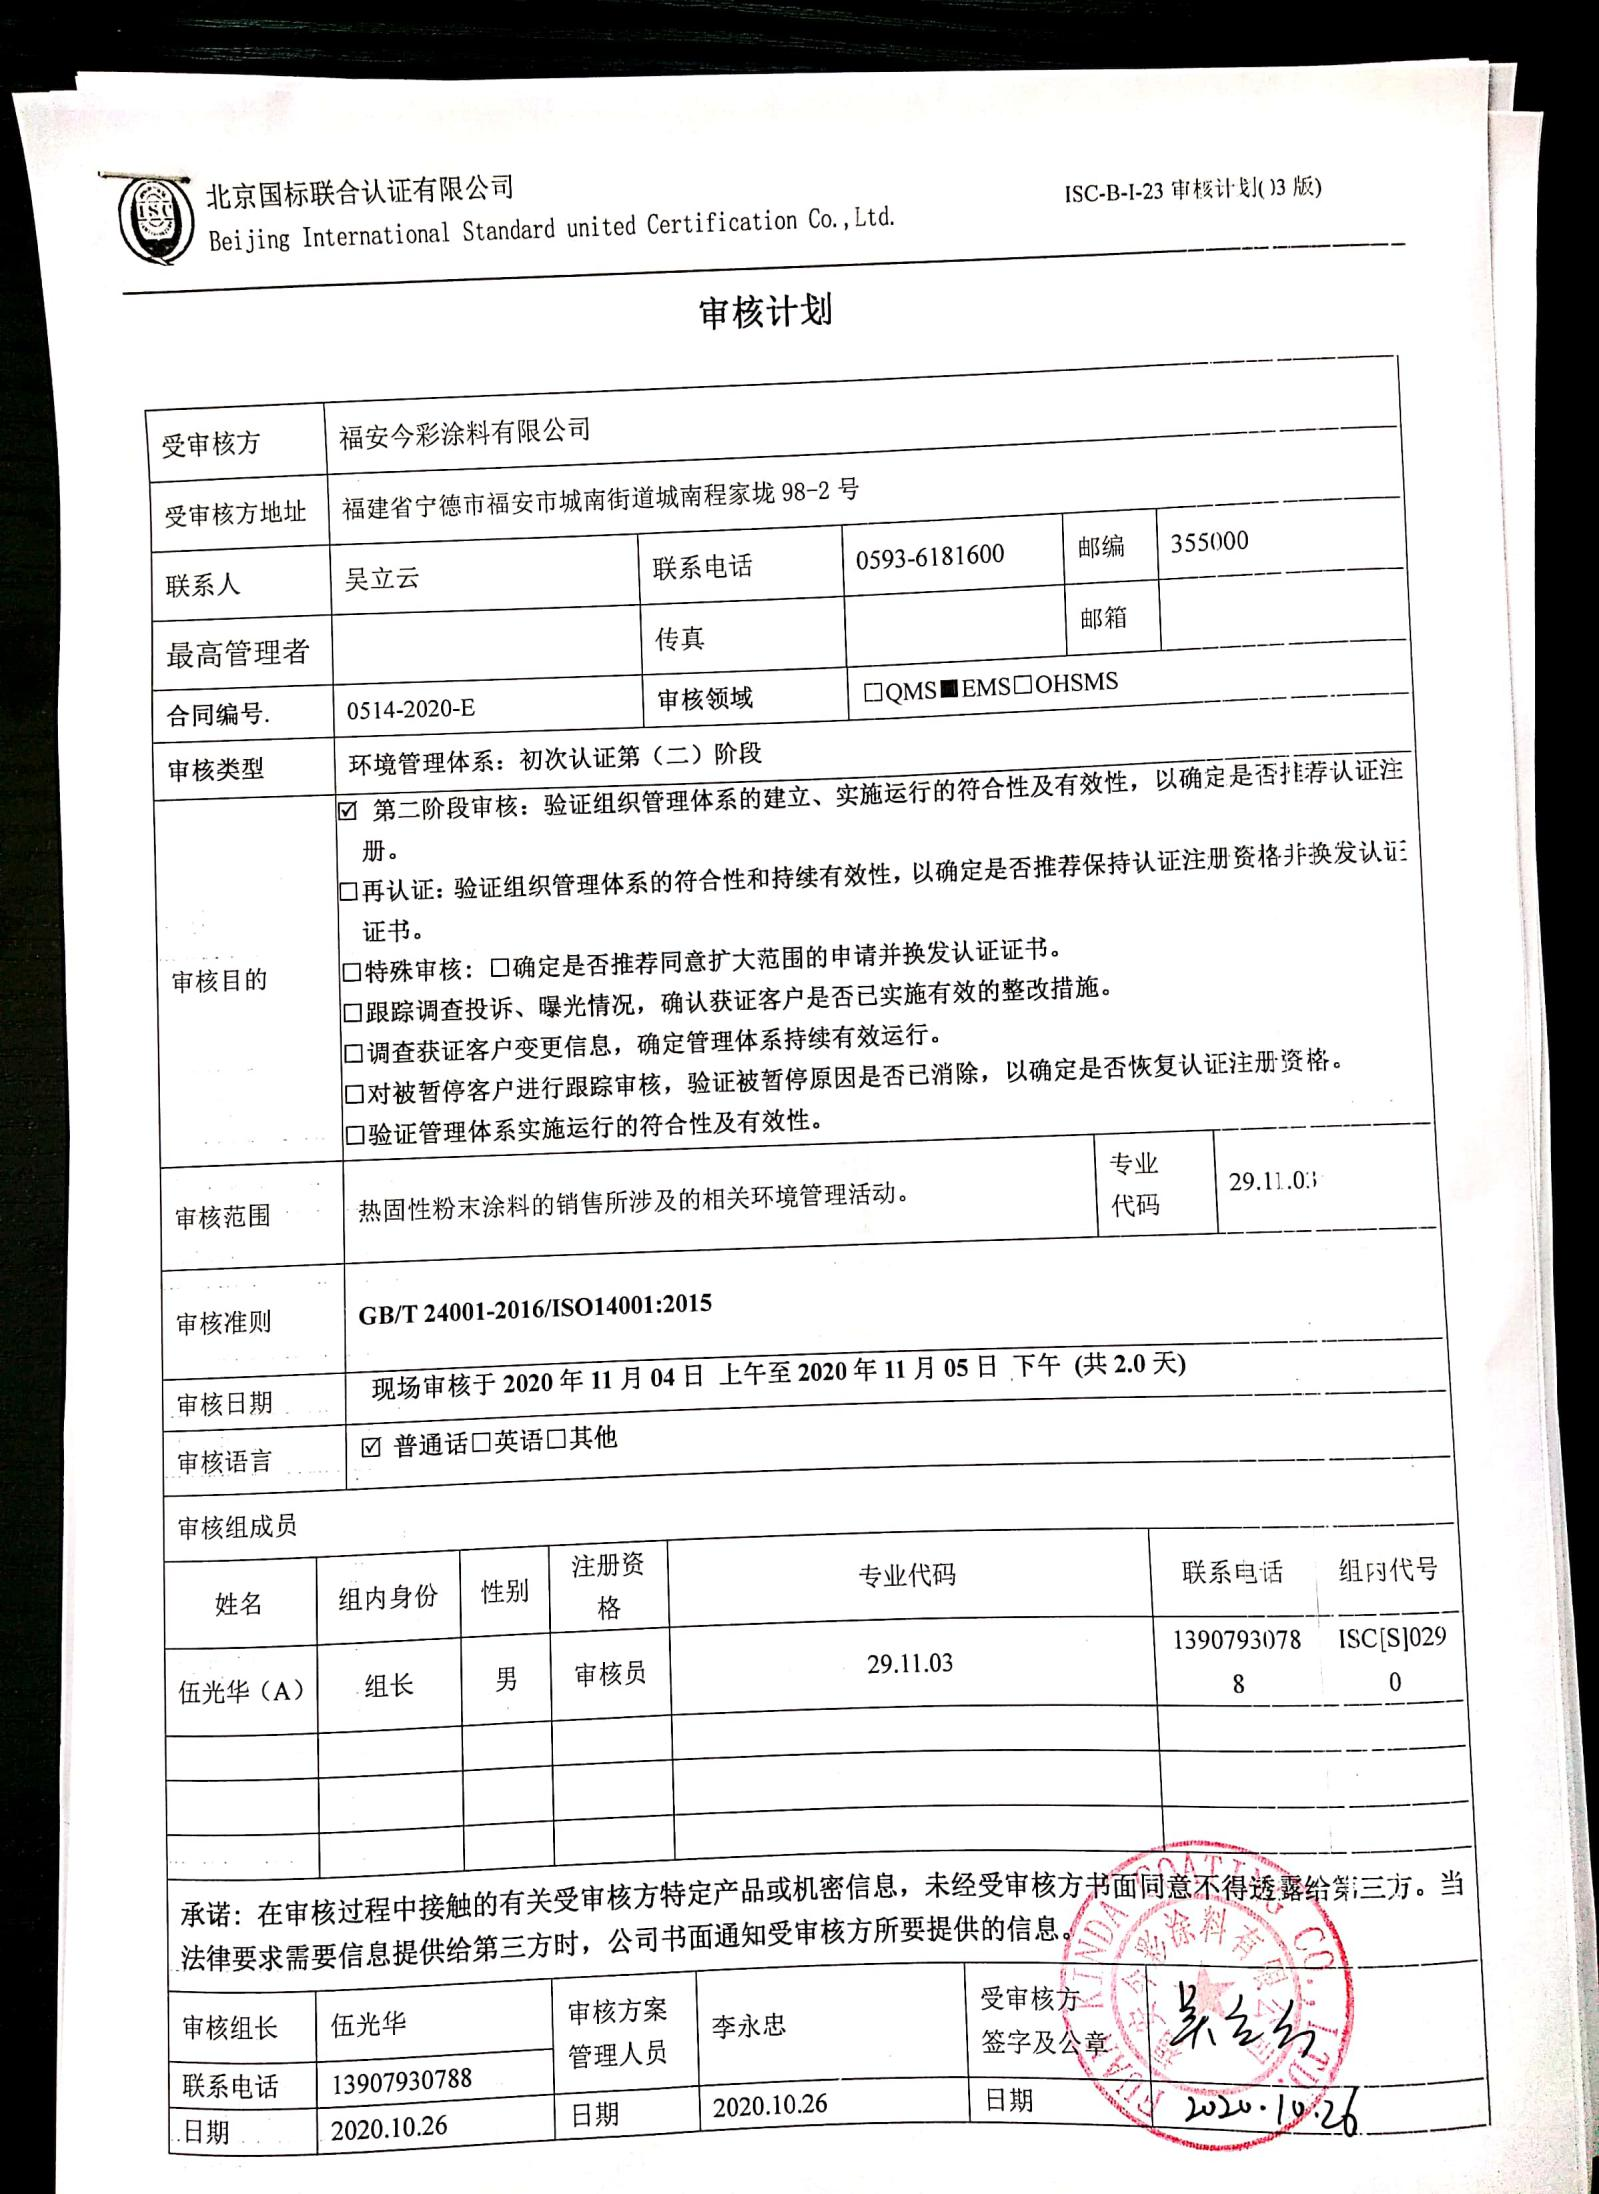 ISC
北京国标联合认证有限公司
Beijing International Standard united Certification Co.,Ltd.
ISC-B-I-23 审核计划(03 版)
审核计划
受审核方 福安今彩涂料有限公司
受审核方地址 福建省宁德市福安市城南街道城南程家垅 98-2 号
联系人 吴立云 联系电话 0593-6181600 邮编 355000
最高管理者 传真 邮箱
合同编号. 0514-2020-E 审核领域 □QMS■EMS□OHSMS
审核类型 环境管理体系：初次认证第（二）阶段
审核目的
☑ 第二阶段审核：验证组织管理体系的建立、实施运行的符合性及有效性，以确定是否推荐认证注
册。
□再认证：验证组织管理体系的符合性和持续有效性，以确定是否推荐保持认证注册资格并换发认证
证书。
□特殊审核：□确定是否推荐同意扩大范围的申请并换发认证证书。
□跟踪调查投诉、曝光情况，确认获证客户是否已实施有效的整改措施。
□调查获证客户变更信息，确定管理体系持续有效运行。
□对被暂停客户进行跟踪审核，验证被暂停原因是否已消除，以确定是否恢复认证注册资格。
□验证管理体系实施运行的符合性及有效性。
审核范围 热固性粉末涂料的销售所涉及的相关环境管理活动。 专业
代码 29.11.03
审核准则 GB/T 24001-2016/ISO14001:2015
审核日期 现场审核于 2020 年 11 月 04 日 上午至 2020 年 11 月 05 日 下午 (共 2.0 天)
审核语言 ☑ 普通话□英语□其他
审核组成员
姓名 组内身份 性别 注册资
格 专业代码 联系电话 组内代号
伍光华（A） 组长 男 审核员 29.11.03 1390793078
8 ISC[S]029
0
承诺：在审核过程中接触的有关受审核方特定产品或机密信息，未经受审核方书面同意不得透露给第三方。当
法律要求需要信息提供给第三方时，公司书面通知受审核方所要提供的信息。
审核组长 伍光华 审核方案
管理人员 李永忠 受审核方
签字及公章 吴立云
联系电话 13907930788
日期 2020.10.26 日期 2020.10.26 日期 2020.10.26
FUAN KINDA COATING CO.,LTD.
福安今彩涂料有限公司